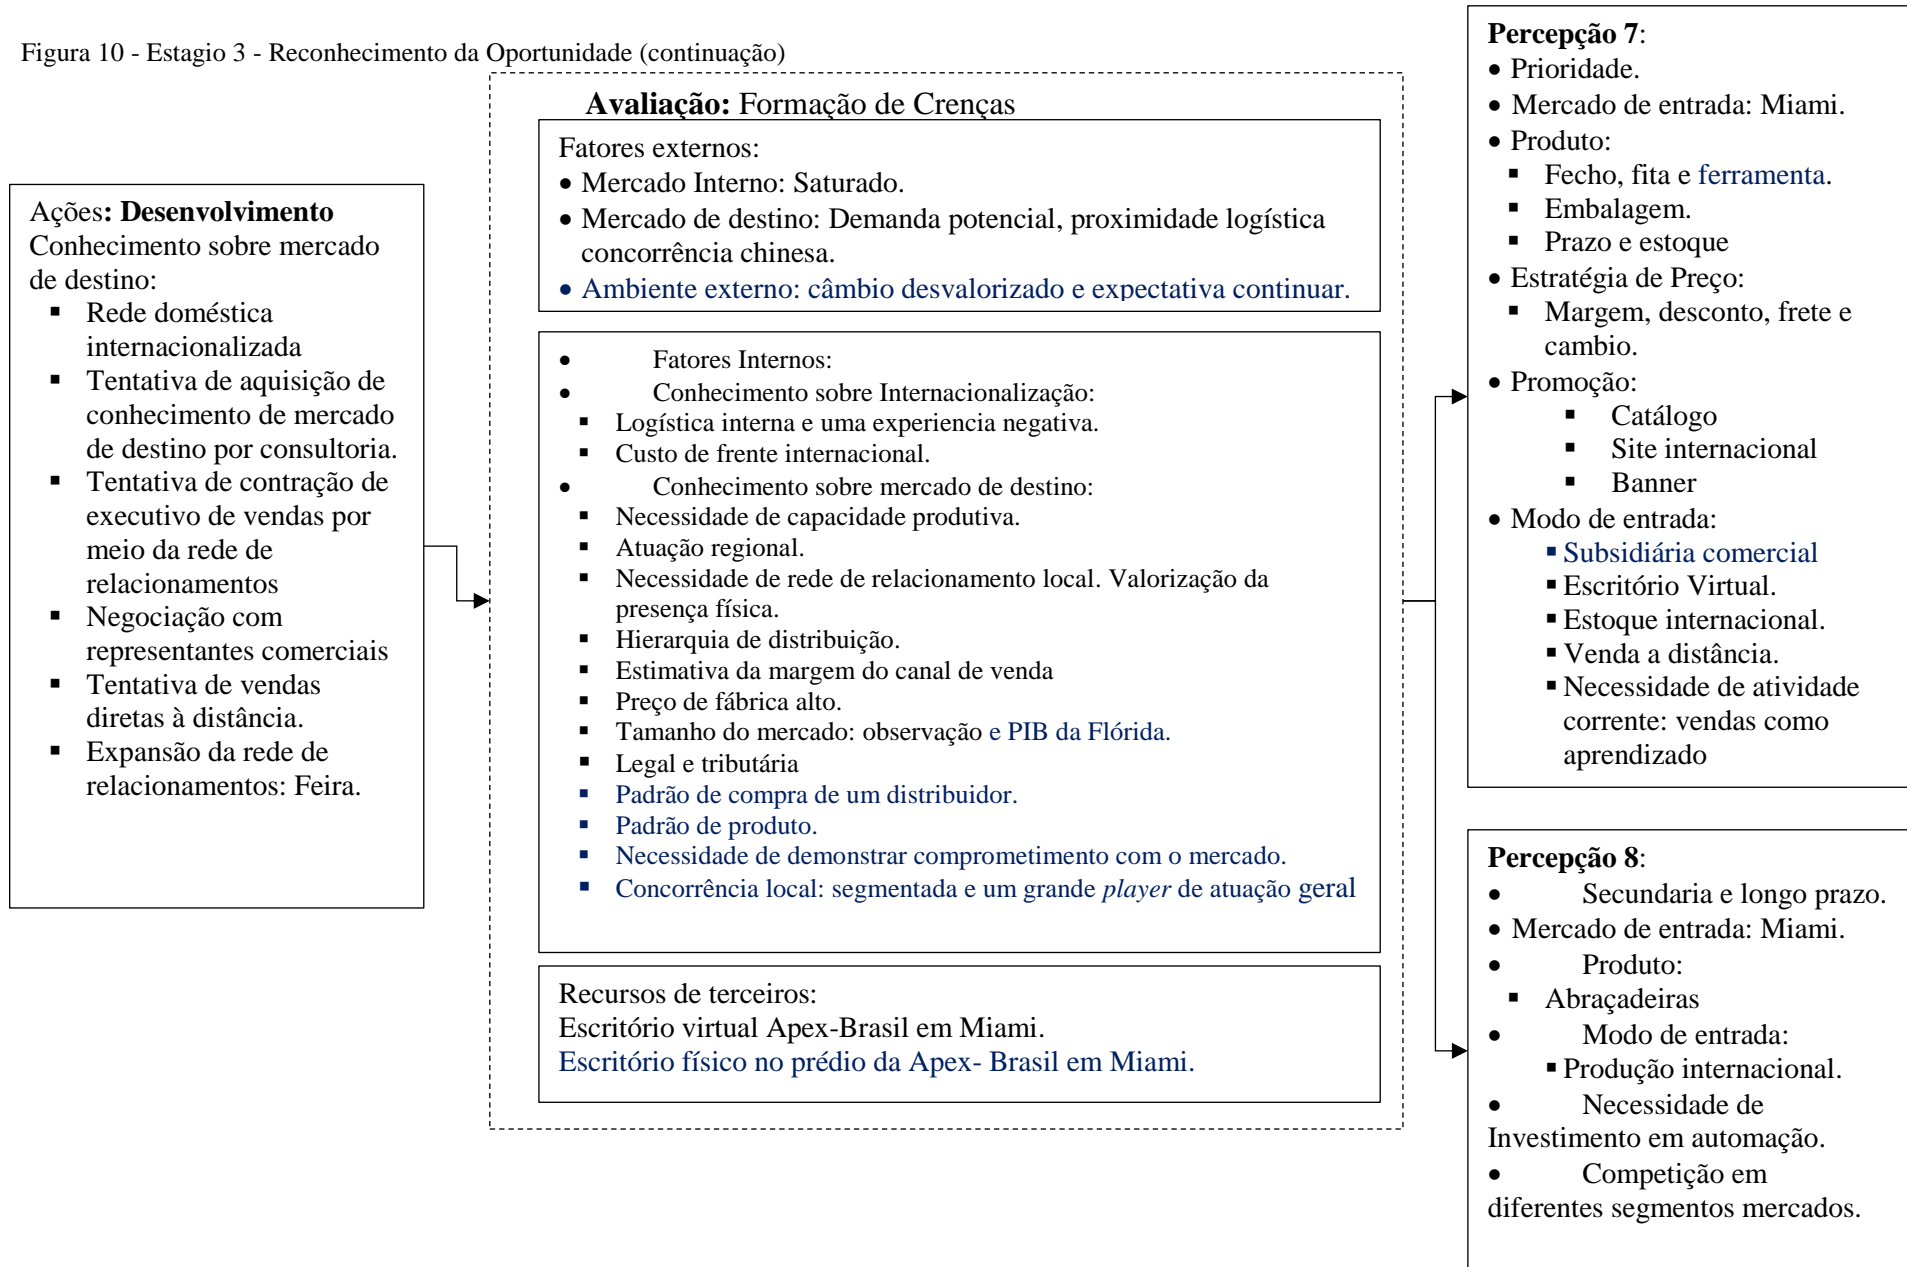 Figura 10 - Estagio 3 - Reconhecimento da Oportunidade (continuação)
Ações: Desenvolvimento
Conhecimento sobre mercado
de destino:
▪ Rede doméstica
internacionalizada
▪ Tentativa de aquisição de
conhecimento de mercado
de destino por consultoria.
▪ Tentativa de contração de
executivo de vendas por
meio da rede de
relacionamentos
▪ Negociação com
representantes comerciais
▪ Tentativa de vendas
diretas à distância.
▪ Expansão da rede de
relacionamentos: Feira.
Avaliação: Formação de Crenças
Fatores externos:
• Mercado Interno: Saturado.
• Mercado de destino: Demanda potencial, proximidade logística
concorrência chinesa.
• Ambiente externo: câmbio desvalorizado e expectativa continuar.
• Fatores Internos:
• Conhecimento sobre Internacionalização:
▪ Logística interna e uma experiencia negativa.
▪ Custo de frente internacional.
• Conhecimento sobre mercado de destino:
▪ Necessidade de capacidade produtiva.
▪ Atuação regional.
▪ Necessidade de rede de relacionamento local. Valorização da
presença física.
▪ Hierarquia de distribuição.
▪ Estimativa da margem do canal de venda
▪ Preço de fábrica alto.
▪ Tamanho do mercado: observação e PIB da Flórida.
▪ Legal e tributária
▪ Padrão de compra de um distribuidor.
▪ Padrão de produto.
▪ Necessidade de demonstrar comprometimento com o mercado.
▪ Concorrência local: segmentada e um grande player de atuação geral
Recursos de terceiros:
Escritório virtual Apex-Brasil em Miami.
Escritório físico no prédio da Apex- Brasil em Miami.
Percepção 7:
• Prioridade.
• Mercado de entrada: Miami.
• Produto:
▪ Fecho, fita e ferramenta.
▪ Embalagem.
▪ Prazo e estoque
• Estratégia de Preço:
▪ Margem, desconto, frete e
cambio.
• Promoção:
▪ Catálogo
▪ Site internacional
▪ Banner
• Modo de entrada:
▪ Subsidiária comercial
▪ Escritório Virtual.
▪ Estoque internacional.
▪ Venda a distância.
▪ Necessidade de atividade
corrente: vendas como
aprendizado
Percepção 8:
• Secundaria e longo prazo.
• Mercado de entrada: Miami.
• Produto:
▪ Abraçadeiras
• Modo de entrada:
▪ Produção internacional.
• Necessidade de
Investimento em automação.
• Competição em
diferentes segmentos mercados.